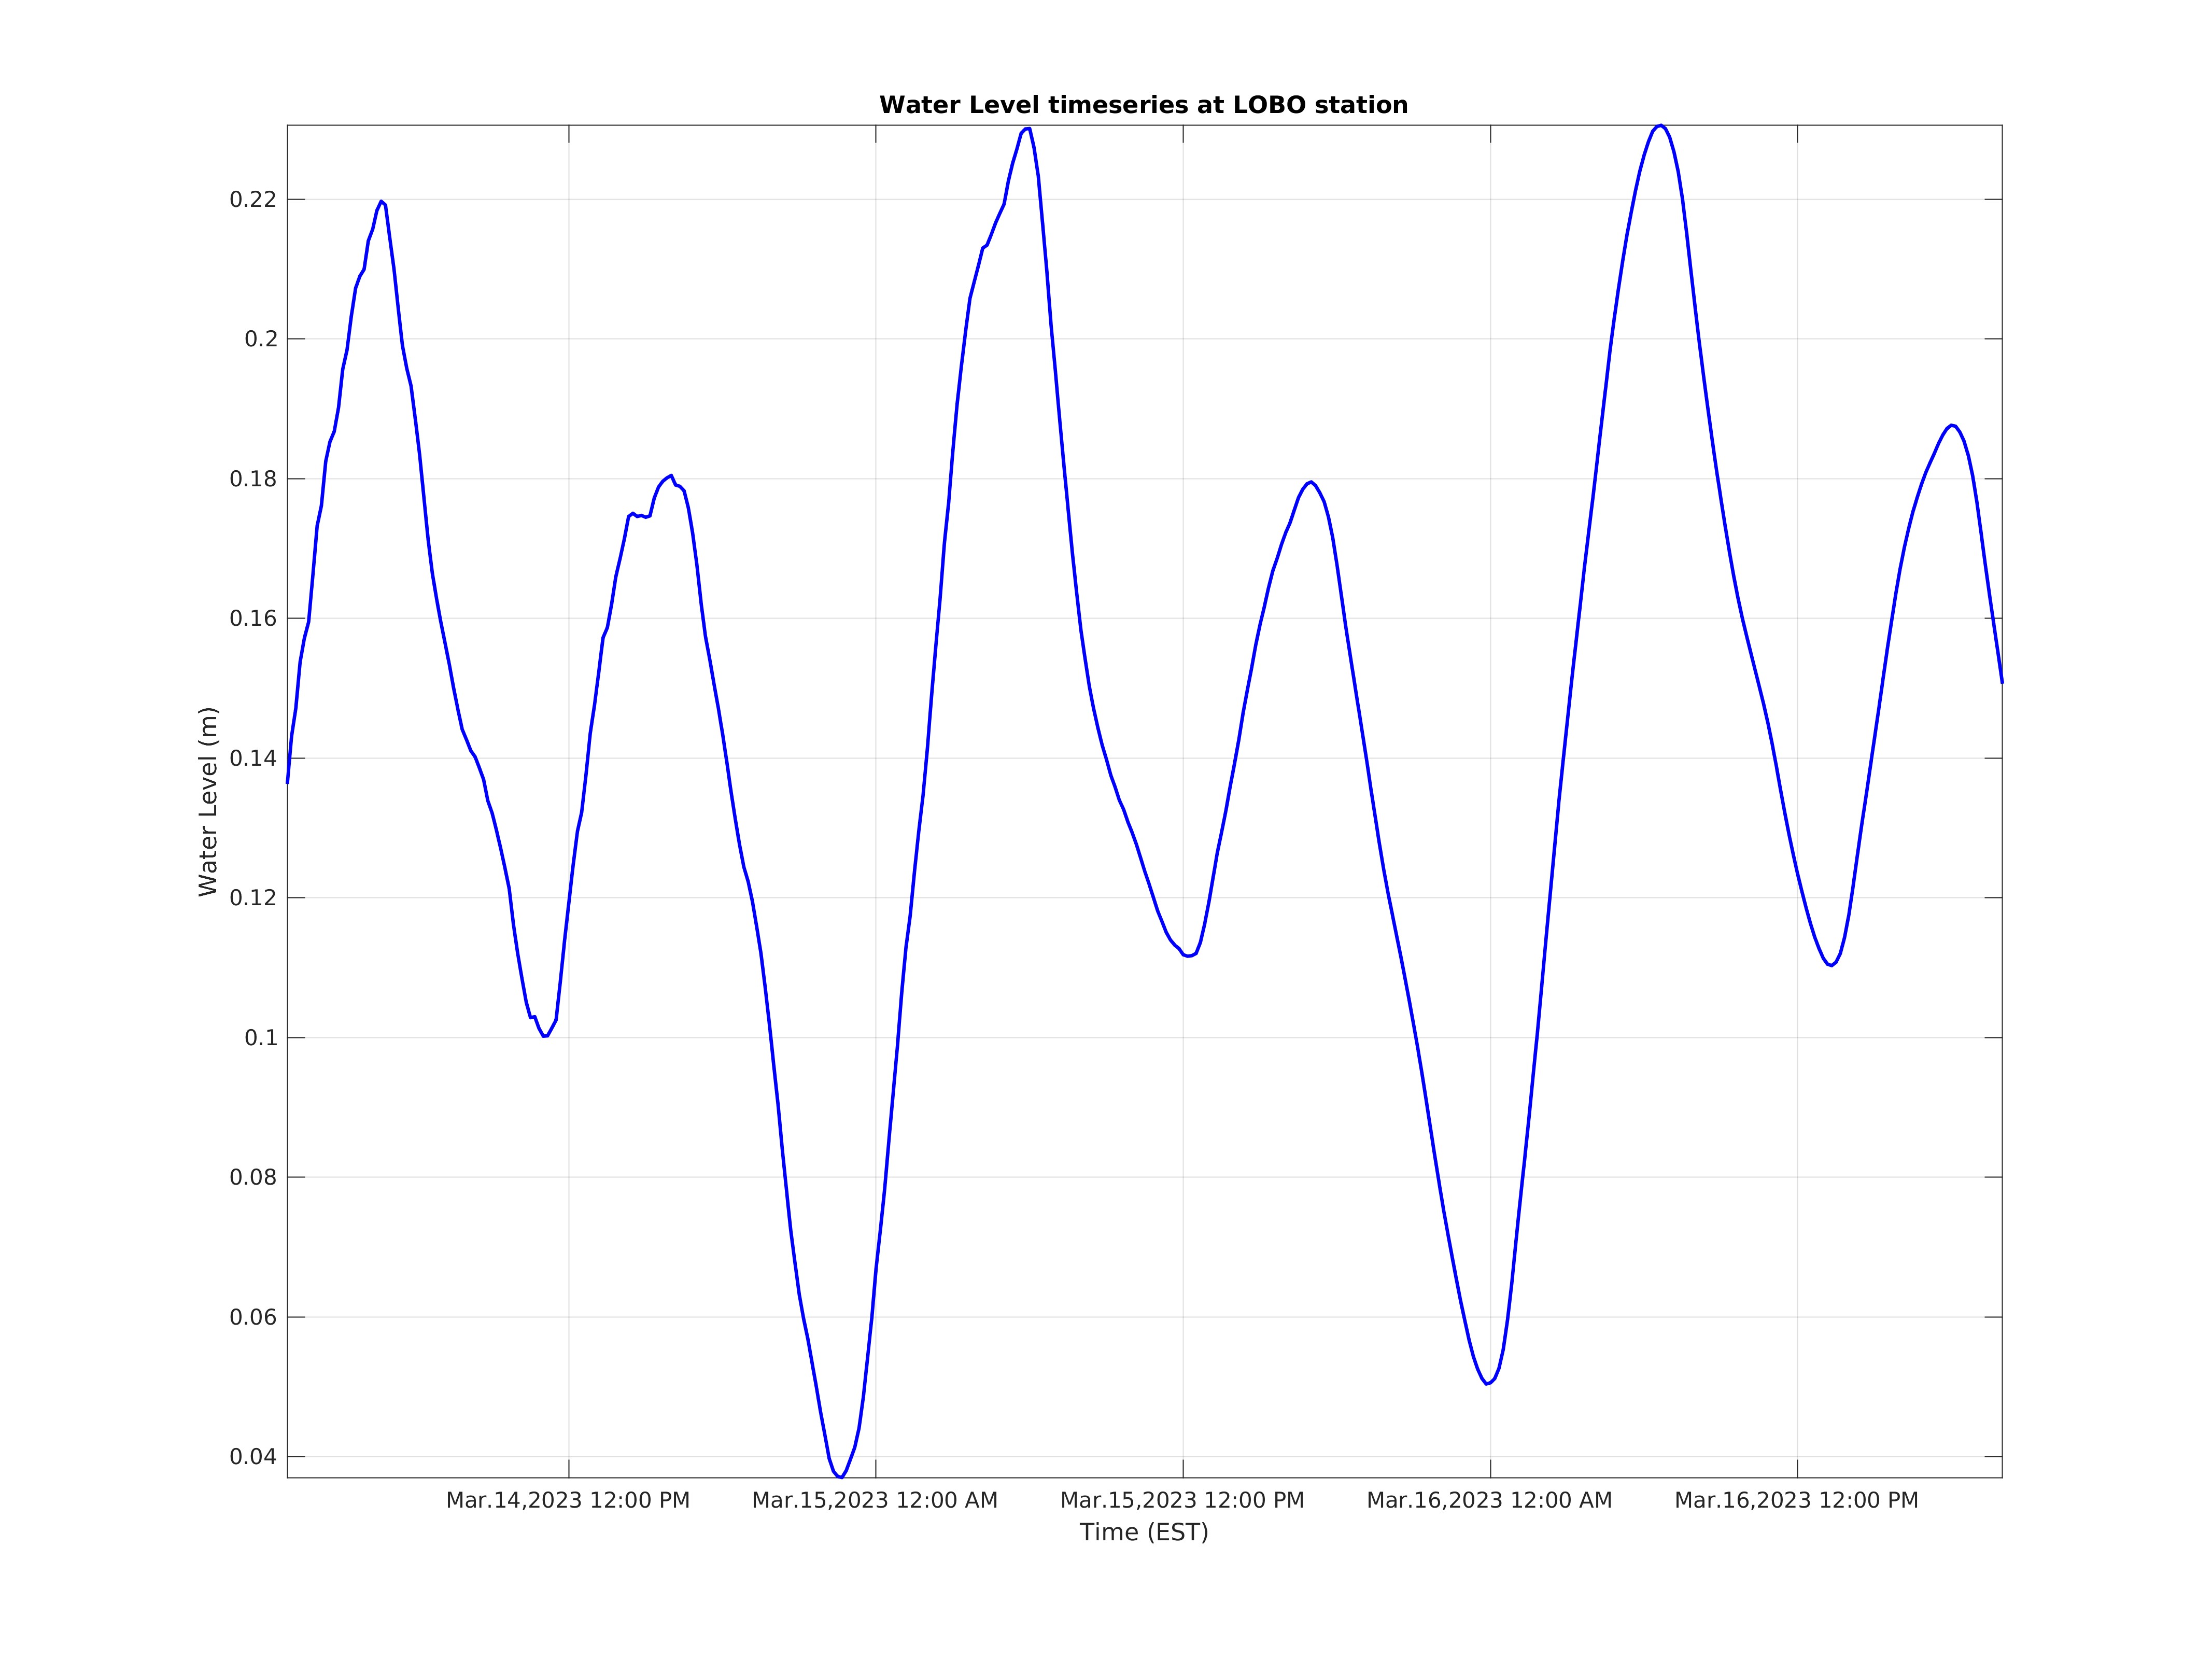 Water Level timeseries at LOBO station
0.22
0.2
0.18
0.16
0.14
0.12
0.1
0.08
0.06
0.04
Water Level (m)
Mar.14,2023 12:00 PM
Mar.15,2023 12:00 AM
Mar.15,2023 12:00 PM
Mar.16,2023 12:00 AM
Mar.16,2023 12:00 PM
Time (EST)